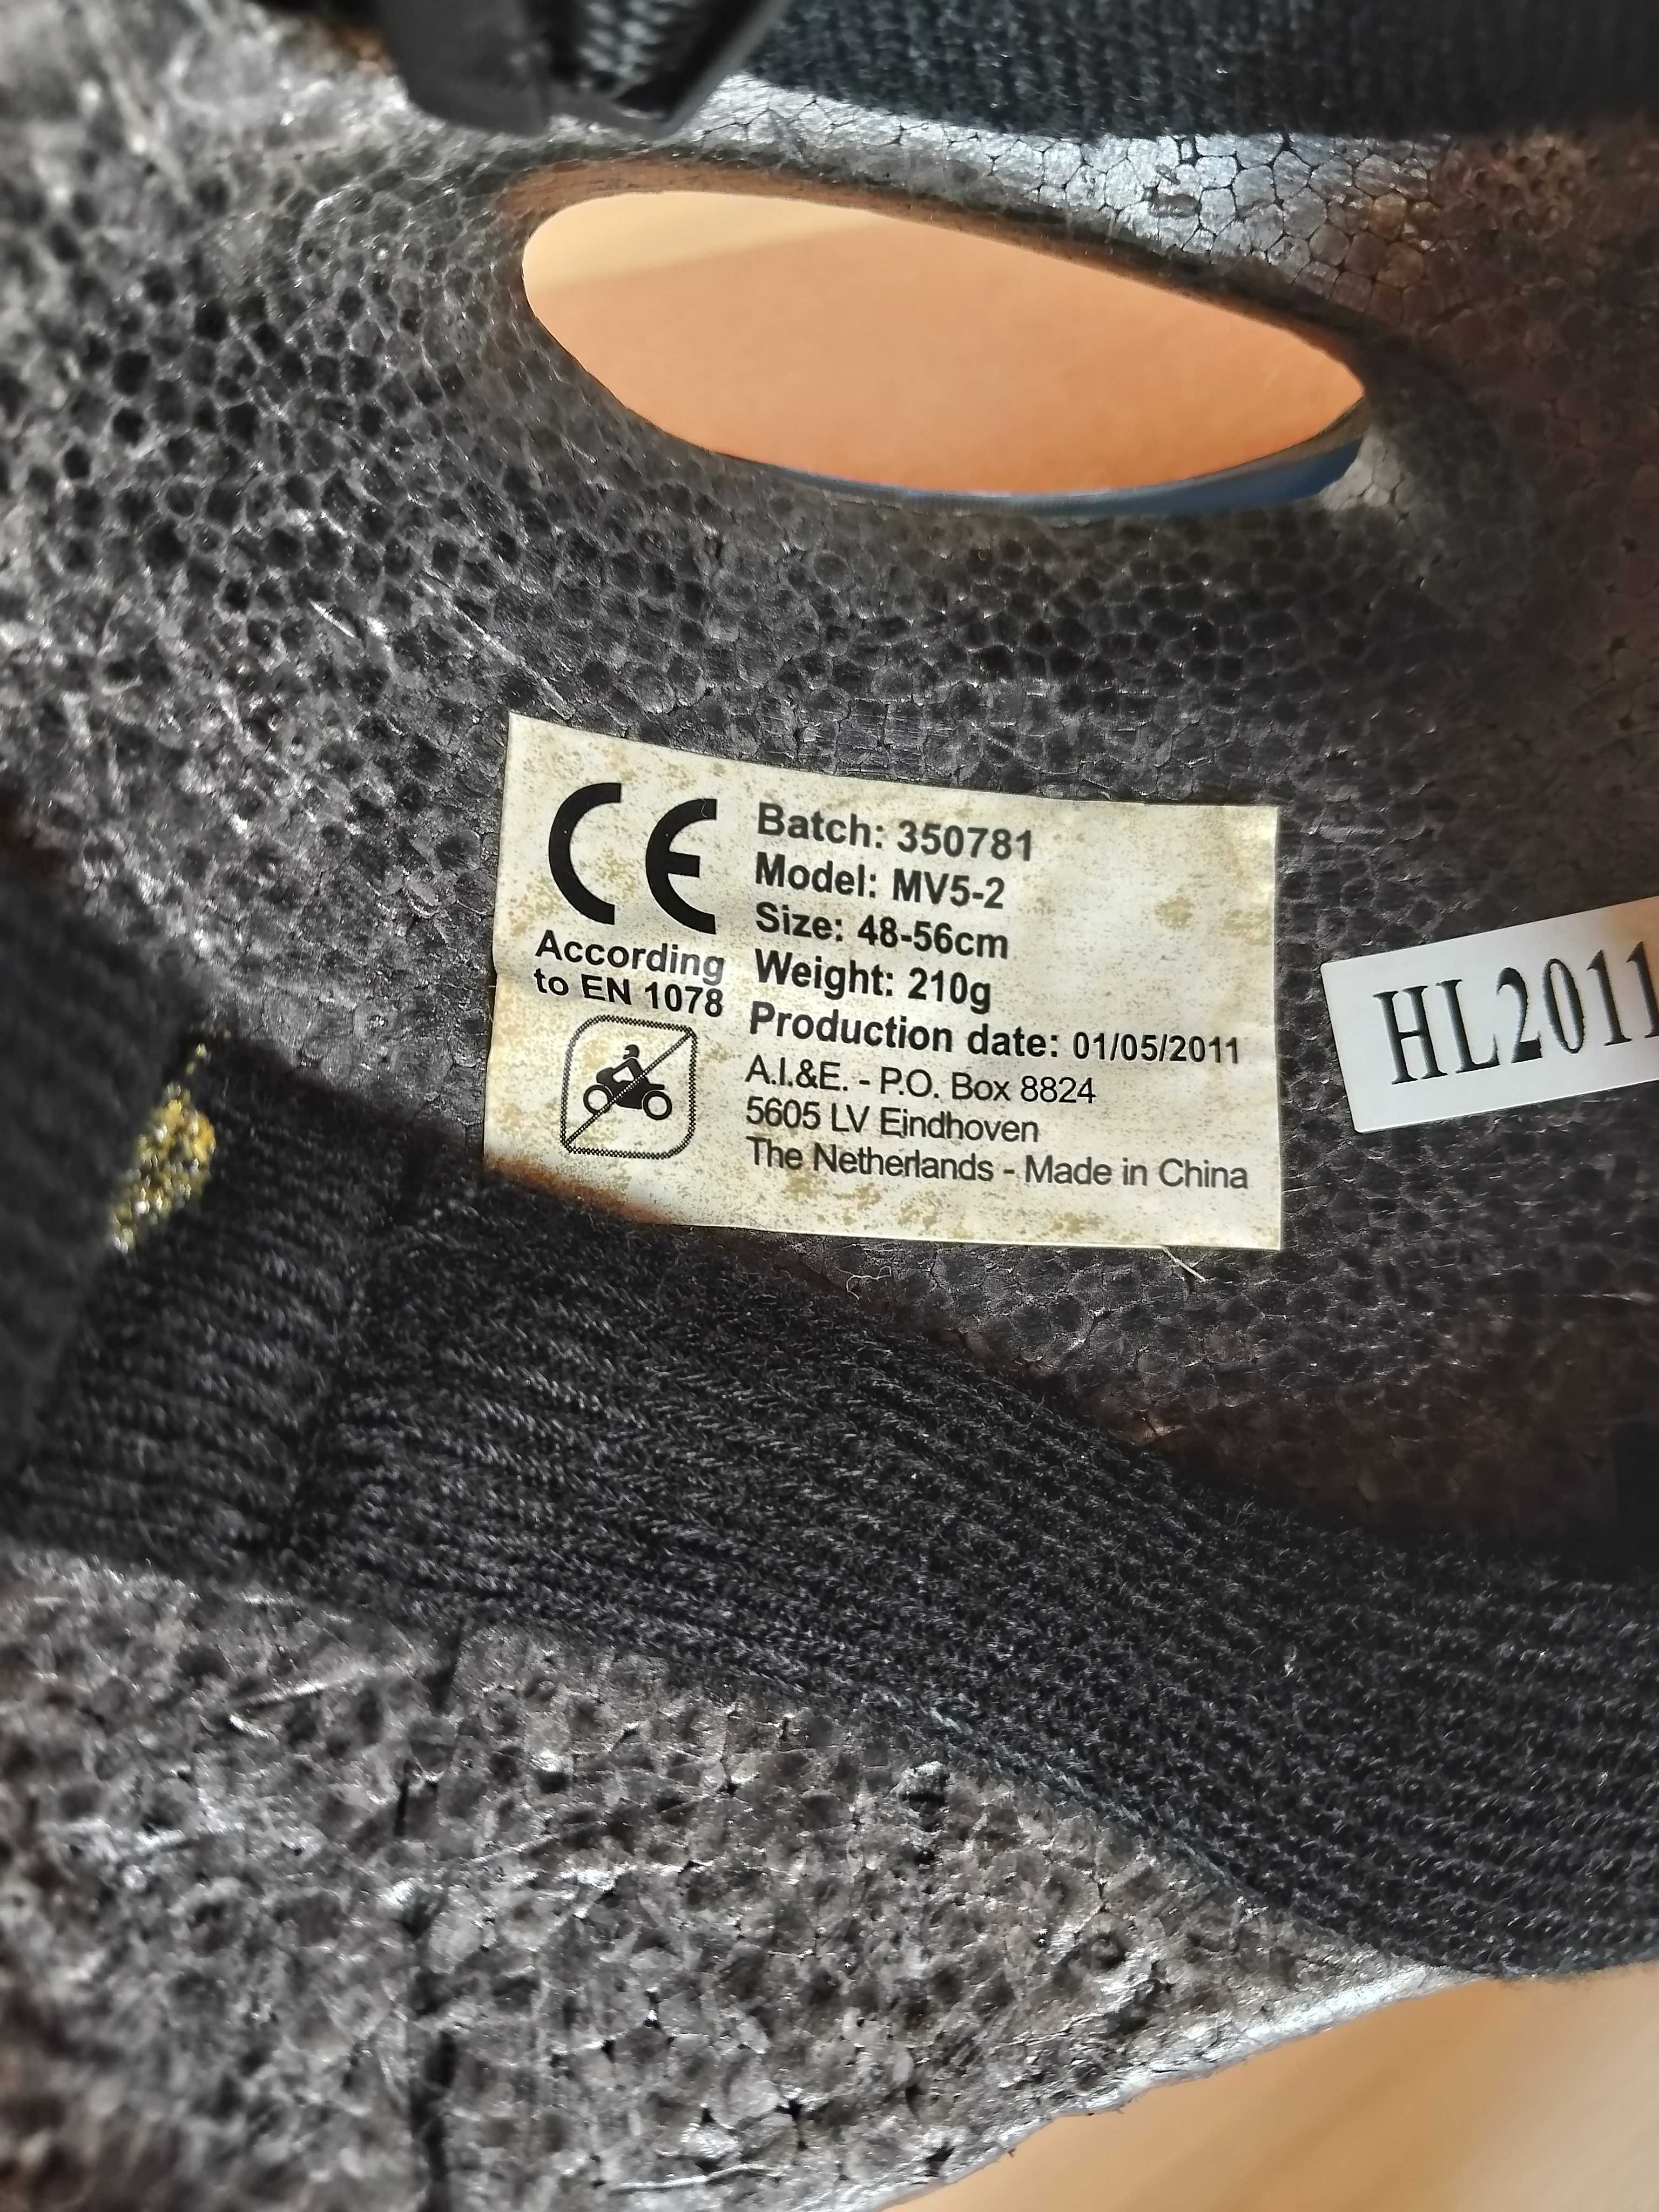 CE
According
to EN 1078
Batch: 350781
Model: MV5-2
Size: 48-56cm
Weight: 210g
Production date: 01/05/2011
A.I.&E. - P.O. Box 8824
5605 LV Eindhoven
The Netherlands - Made in China
HL2011